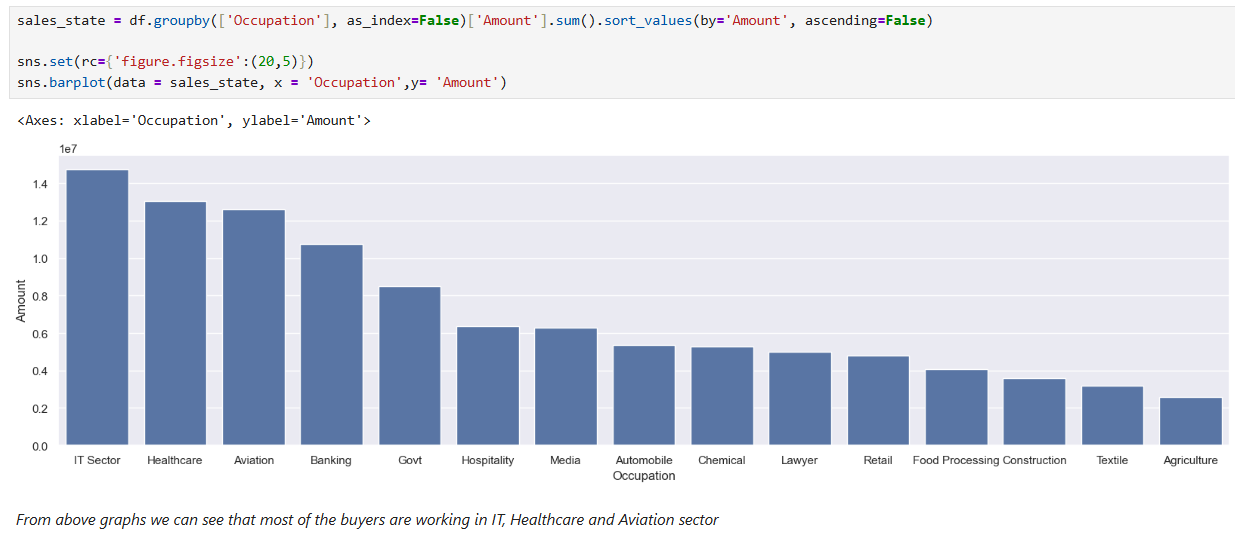 sales_state = df.groupby(['Occupation'], as_index=False)['Amount'].sum().sort_values(by='Amount', ascending=False)
sns.set(rc={'figure.figsize':(20,5)})
sns.barplot(data = sales_state, x = 'Occupation',y= 'Amount')
<Axes: xlabel='Occupation', ylabel='Amount'>
1e7
1.4
1.2
1.0
0.8
0.6
0.4
0.2
0.0
Amount
IT Sector Healthcare Aviation Banking Govt Hospitality Media Automobile Chemical Lawyer Retail Food Processing Construction Textile Agriculture
Occupation
From above graphs we can see that most of the buyers are working in IT, Healthcare and Aviation sector